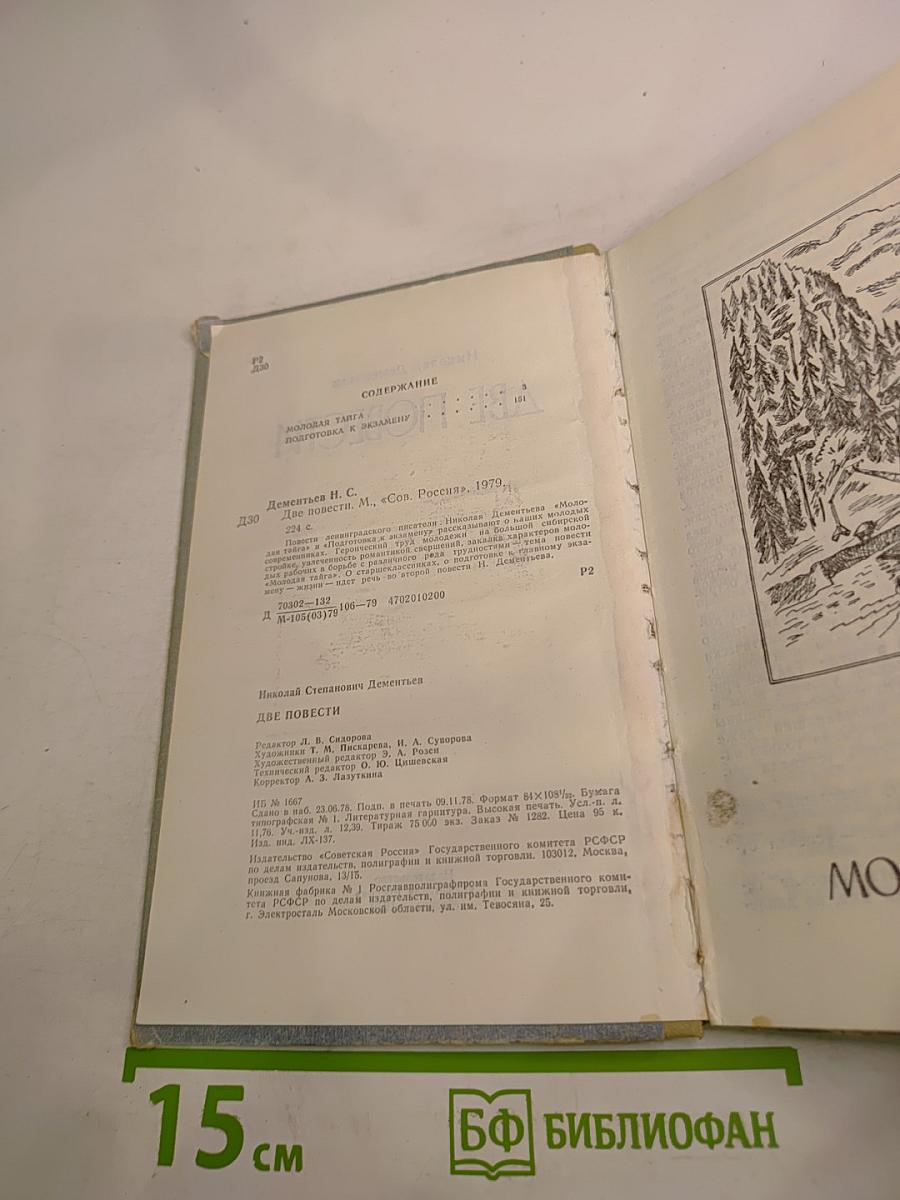 Р2
Д30
СОДЕРЖАНИЕ
МОЛОДАЯ ТАЙГА . . . . . . 3
ПОДГОТОВКА К ЭКЗАМЕНУ . . . . . . 151
Дементьев Н. С.
Д30 Две повести. М., «Сов. Россия», 1979.
224 с.
Повести ленинградского писателя Николая Дементьева «Моло-
дая тайга» и «Подготовка к экзамену» рассказывают о наших молодых
современниках. Героический труд молодежи на большой сибирской
стройке, увлеченность романтикой свершений, закалка характеров моло-
дых рабочих в борьбе с различного рода трудностями — тема повести
«Молодая тайга». О старшеклассниках, о подготовке к главному экза-
мену — жизни — идет речь во второй повести Н. Дементьева.
Д 70302—132
М-105(03)79 106—79 4702010200
Р2
Николай Степанович Дементьев
ДВЕ ПОВЕСТИ
Редактор Л. В. Сидорова
Художники Т. М. Пискарева, И. А. Суворова
Художественный редактор Э. А. Розен
Технический редактор О. Ю. Цишевская
Корректор А. З. Лазуткина
ИБ № 1667
Сдано в наб. 23.06.78. Подп. в печать 09.11.78. Формат 84×108¹/₃₂. Бумага
типографская № 1. Литературная гарнитура. Высокая печать. Усл.-п. л.
11,76. Уч.-изд. л. 12,39. Тираж 75 000 экз. Заказ № 1282. Цена 95 к.
Изд. инд. ЛХ-137.
Издательство «Советская Россия» Государственного комитета РСФСР
по делам издательств, полиграфии и книжной торговли. 103012, Москва,
проезд Сапунова, 13/15.
Книжная фабрика № 1 Росглавполиграфпрома Государственного коми-
тета РСФСР по делам издательств, полиграфии и книжной торговли,
г. Электросталь Московской области, ул. им. Тевосяна, 25.
МО
15 см
БФ БИБЛИОФАН